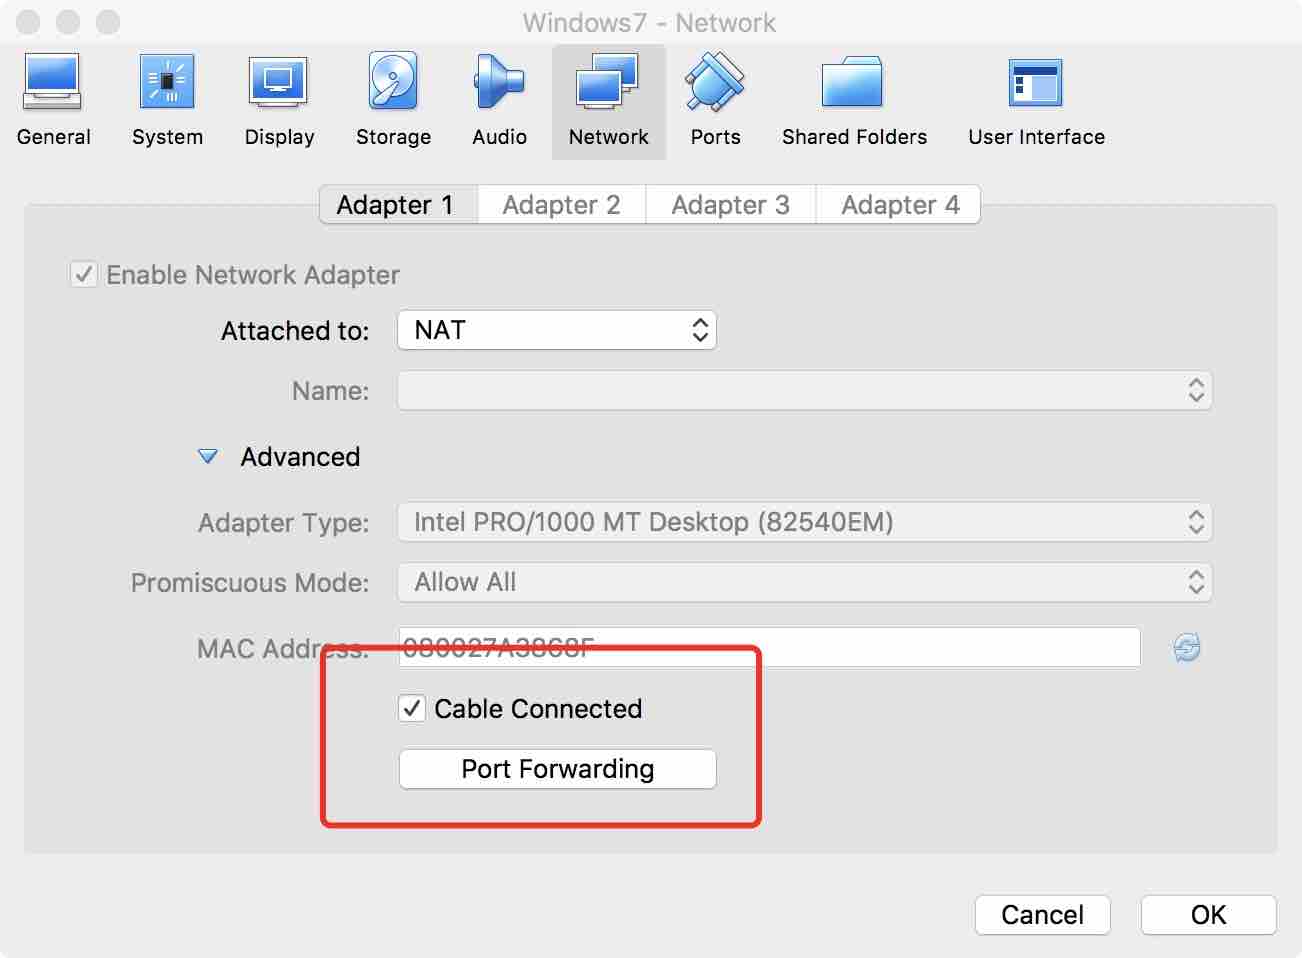 Windows7 - Network
General System Display Storage Audio Network Ports Shared Folders User Interface
Adapter 1 Adapter 2 Adapter 3 Adapter 4
Enable Network Adapter
Attached to: NAT
Name:
Advanced
Adapter Type: Intel PRO/1000 MT Desktop (82540EM)
Promiscuous Mode: Allow All
MAC Address: 080027A3868F
Cable Connected
Port Forwarding
Cancel OK